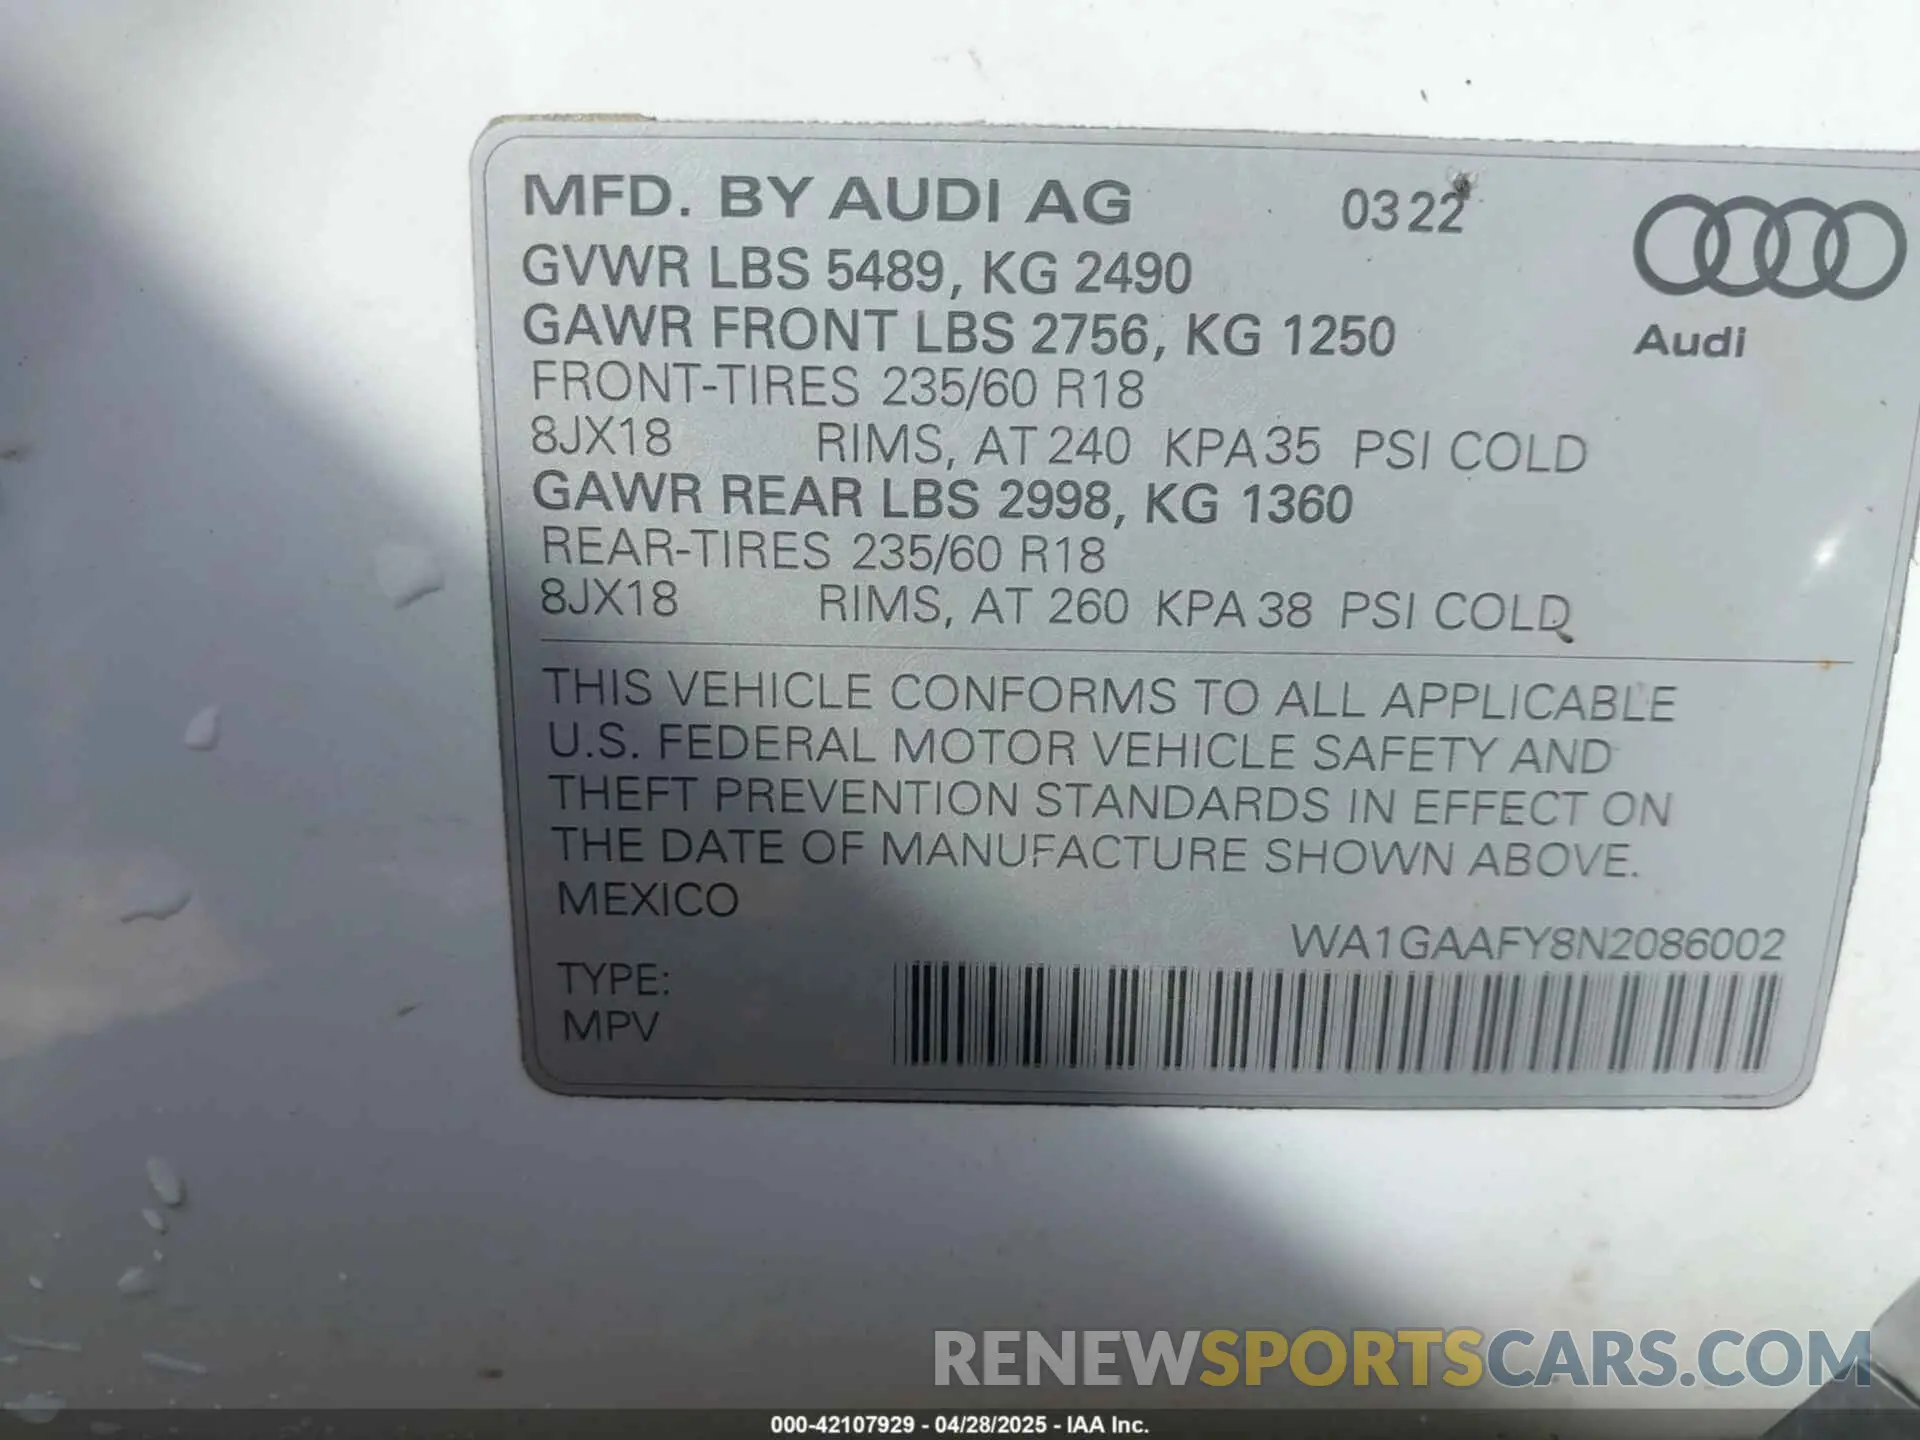 MFD. BY AUDI AG 0322
GVWR LBS 5489, KG 2490
GAWR FRONT LBS 2756, KG 1250
Audi
FRONT-TIRES 235/60 R18
8JX18 RIMS, AT 240 KPA 35 PSI COLD
GAWR REAR LBS 2998, KG 1360
REAR-TIRES 235/60 R18
8JX18 RIMS, AT 260 KPA 38 PSI COLD
THIS VEHICLE CONFORMS TO ALL APPLICABLE
U.S. FEDERAL MOTOR VEHICLE SAFETY AND
THEFT PREVENTION STANDARDS IN EFFECT ON
THE DATE OF MANUFACTURE SHOWN ABOVE.
MEXICO
WA1GAAFY8N2086002
TYPE:
MPV
RENEWSPORTSCARS.COM
000-42107929 - 04/28/2025 - IAA Inc.